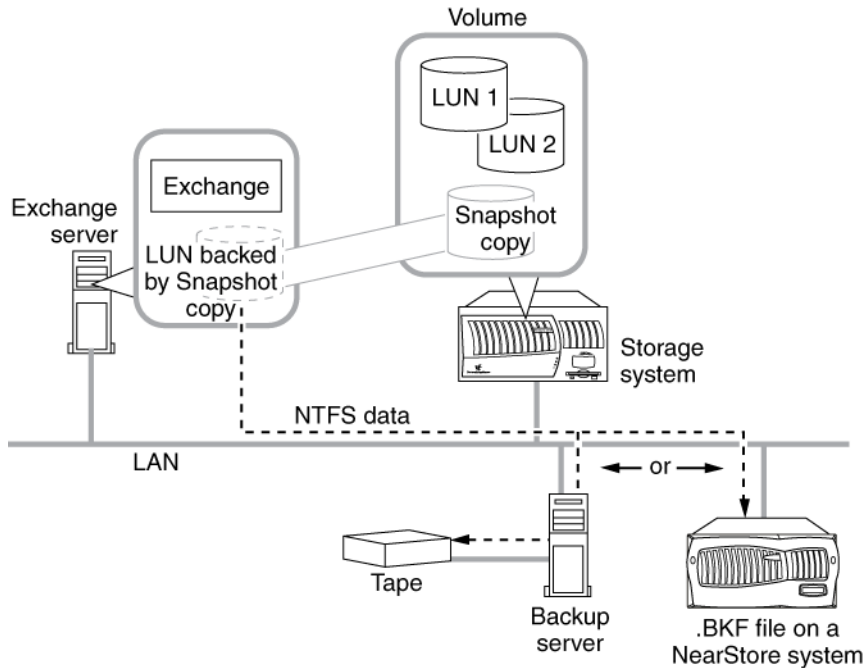 Volume
LUN 1
LUN 2
Exchange
Exchange
server
LUN backed
by Snapshot
copy
Snapshot
copy
Storage
system
NTFS data
LAN
or
Tape
Backup
server
.BKF file on a
NearStore system